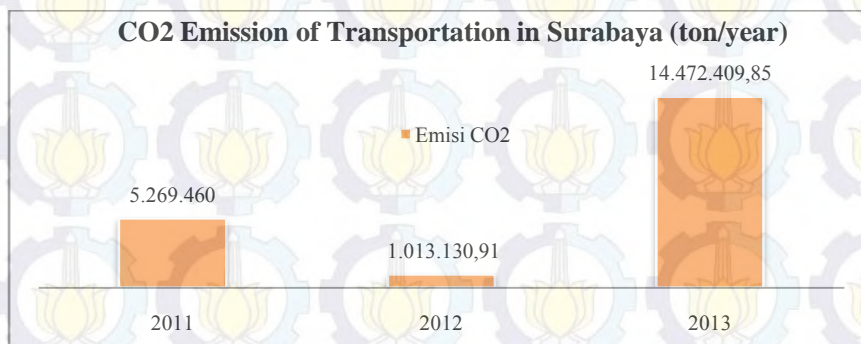 CO2 Emission of Transportation in Surabaya (ton/year)
14.472.409,85
Emisi CO2
5.269.460
1.013.130,91
2011 2012 2013